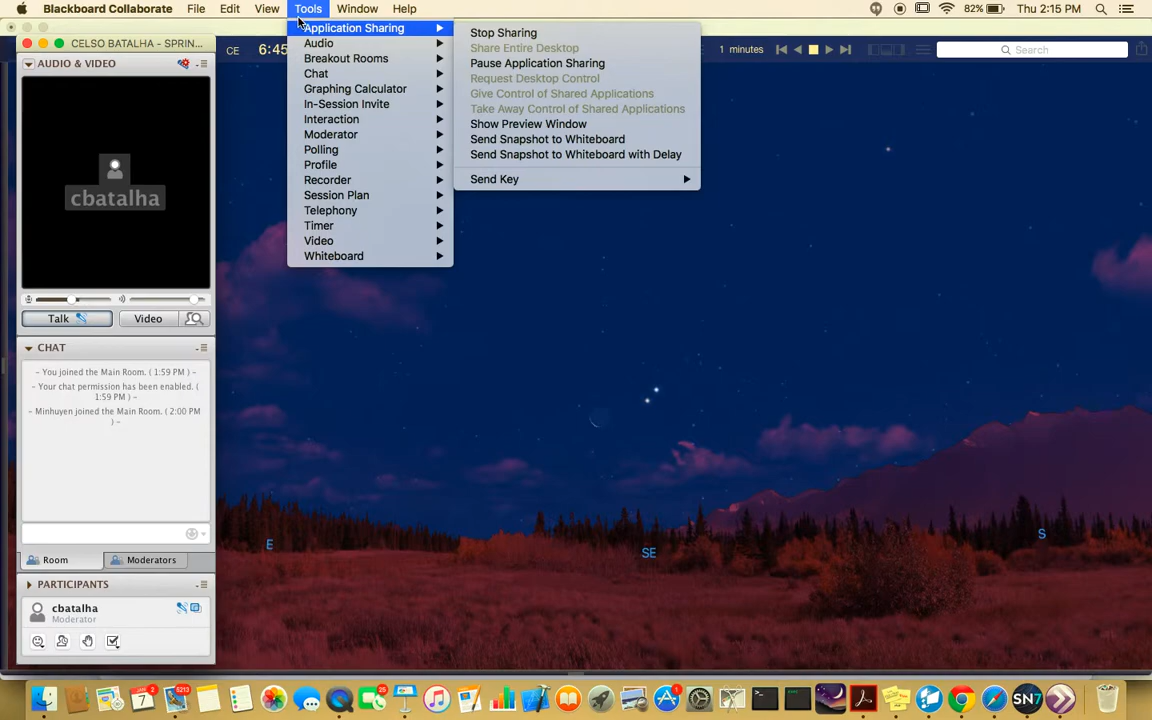 Blackboard Collaborate File Edit View Tools Window Help 82% Thu 2:15 PM
CELSO BATALHA - SPRIN...
CE 6:45
1 minutes
Search
AUDIO & VIDEO
cbatalha
Talk Video
CHAT
– You joined the Main Room. ( 1:59 PM ) –
– Your chat permission has been enabled. (
1:59 PM ) –
– Minhuyen joined the Main Room. ( 2:00 PM
) –
Room Moderators
PARTICIPANTS
cbatalha
Moderator
Application Sharing
Audio
Breakout Rooms
Chat
Graphing Calculator
In-Session Invite
Interaction
Moderator
Polling
Profile
Recorder
Session Plan
Telephony
Timer
Video
Whiteboard
Stop Sharing
Share Entire Desktop
Pause Application Sharing
Request Desktop Control
Give Control of Shared Applications
Take Away Control of Shared Applications
Show Preview Window
Send Snapshot to Whiteboard
Send Snapshot to Whiteboard with Delay
Send Key
E
SE
S
7
2
5213
25
1
SN7